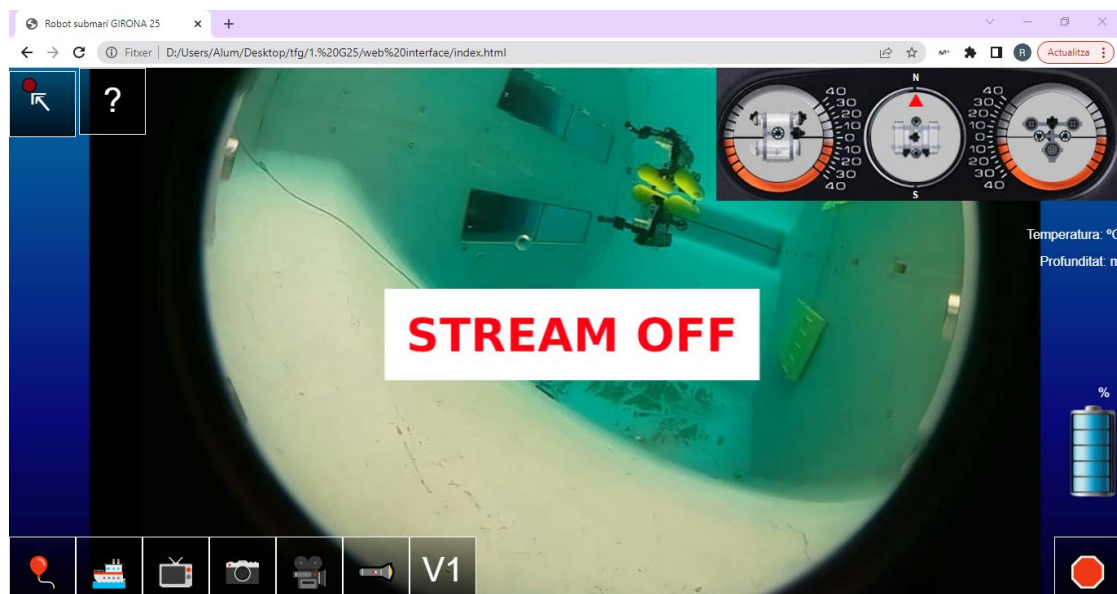 Robot submarí GIRONA 25
Fitxer | D:/Users/Alum/Desktop/tfg/1.%20G25/web%20interface/index.html
R
Actualitza
?
N
40 40
30 30
20 20
10 10
0 0
10 10
20 20
30 30
40 40
S
Temperatura: ºC
Profunditat: m
STREAM OFF
%
V1